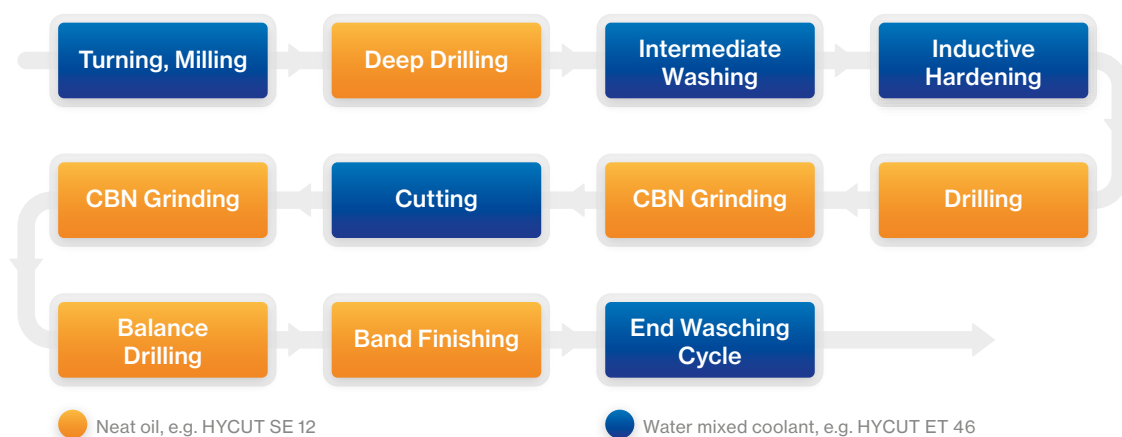 Turning, Milling
Deep Drilling
Intermediate
Washing
Inductive
Hardening
CBN Grinding
Cutting
CBN Grinding
Drilling
Balance
Drilling
Band Finishing
End Wasching
Cycle
Neat oil, e.g. HYCUT SE 12
Water mixed coolant, e.g. HYCUT ET 46